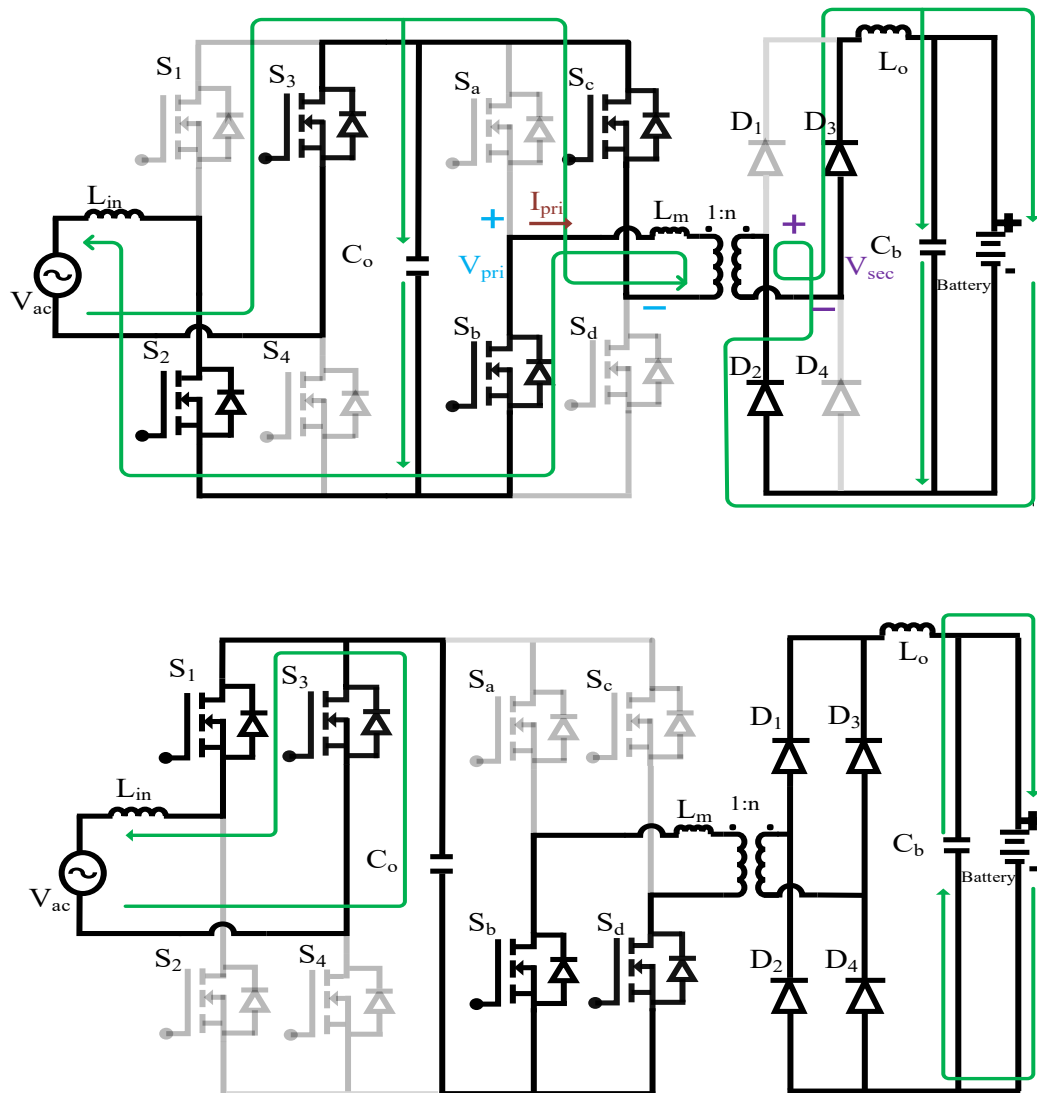 S1
S3
Sa
Sc
Lo
D1
D3
Lin
Ipri
Lm
1:n
+
+
+
Co
Cb
Vpri
Vsec
Battery
-
Vac
−
−
S2
S4
Sb
Sd
D2
D4
S1
S3
Sa
Sc
Lo
D1
D3
Lin
Lm
1:n
+
Co
Cb
Battery
-
Vac
Sb
Sd
S2
S4
D2
D4